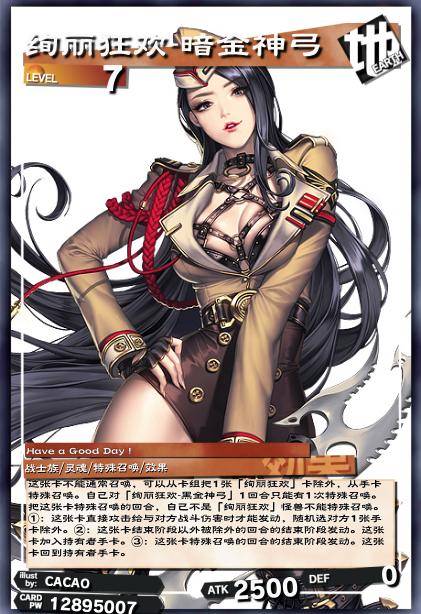 绚丽狂欢-暗金神弓
地
EARTH
LEVEL
7
Have a Good Day !
战士族/灵魂/特殊召唤/效果
这张卡不能通常召唤，可以从卡组把1张「绚丽狂欢」卡除外，从手卡
特殊召唤。自己对「绚丽狂欢-黑金神弓」1回合只能有1次特殊召唤。
把这张卡特殊召唤的回合，自己不是「绚丽狂欢」怪兽不能特殊召唤。
①：这张卡直接攻击给与对方战斗伤害时才能发动，随机选对方1张手
卡除外。②：这张卡结束阶段以外被除外的回合的结束阶段发动。这张
卡加入持有者手卡。③：这张卡特殊召唤的回合的结束阶段发动。这张
卡回到持有者手卡。
illust by: CACAO
CARD PW 12895007
ATK 2500
DEF 0